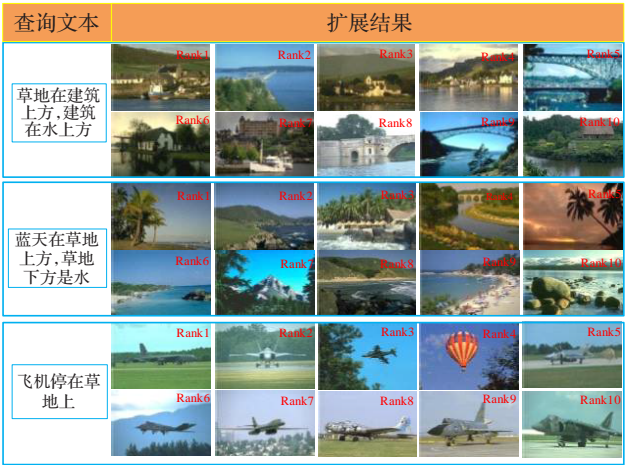 查询文本 扩展结果
草地在建筑
上方,建筑
在水上方
Rank1 Rank2 Rank3 Rank4 Rank5
Rank6 Rank7 Rank8 Rank9 Rank10
蓝天在草地
上方,草地
下方是水
Rank1 Rank2 Rank3 Rank4 Rank5
Rank6 Rank7 Rank8 Rank9 Rank10
飞机停在草
地上
Rank1 Rank2 Rank3 Rank4 Rank5
Rank6 Rank7 Rank8 Rank9 Rank10